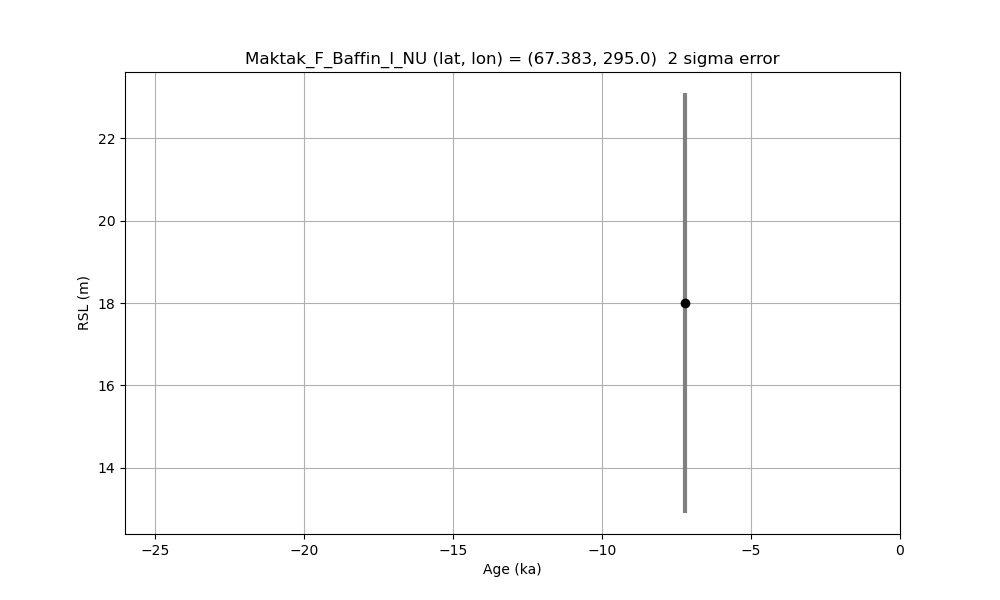 Maktak_F_Baffin_I_NU (lat, lon) = (67.383, 295.0)  2 sigma error
RSL (m)
22
20
18
16
14
−25 −20 −15 −10 −5 0
Age (ka)